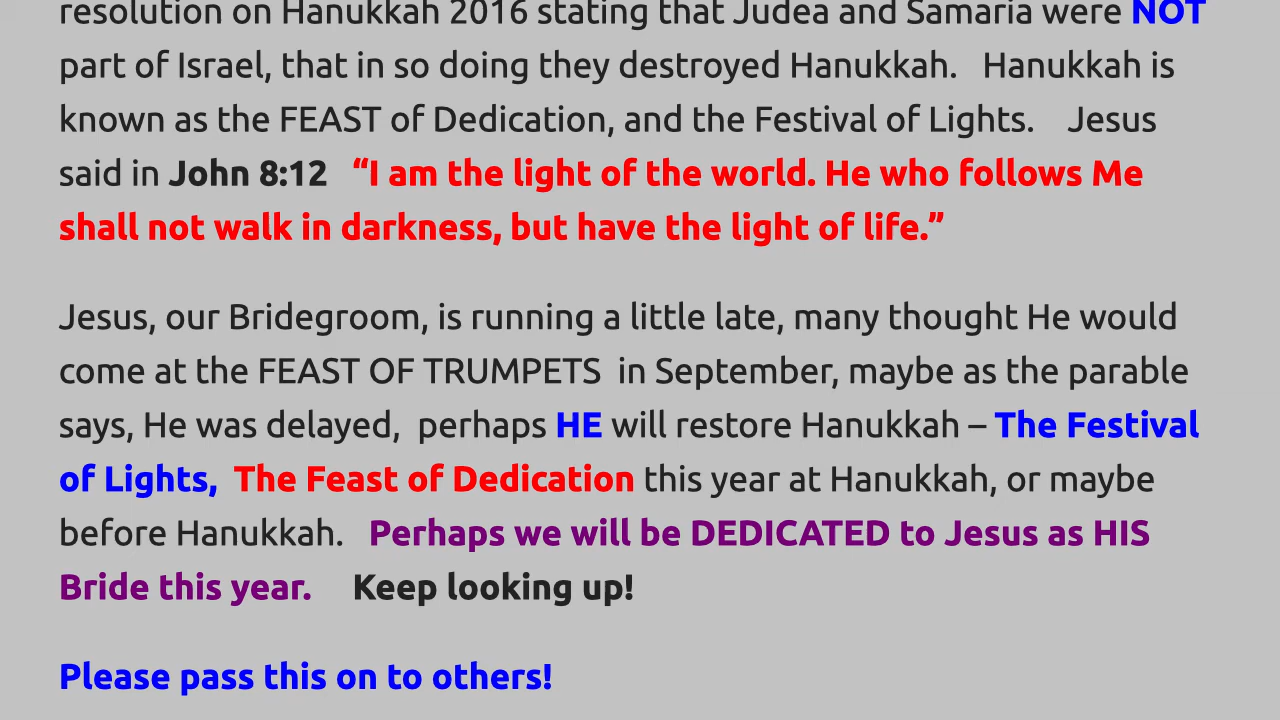 resolution on Hanukkah 2016 stating that Judea and Samaria were NOT
part of Israel, that in so doing they destroyed Hanukkah.   Hanukkah is
known as the FEAST of Dedication, and the Festival of Lights.    Jesus
said in John 8:12   “I am the light of the world. He who follows Me
shall not walk in darkness, but have the light of life.”
Jesus, our Bridegroom, is running a little late, many thought He would
come at the FEAST OF TRUMPETS  in September, maybe as the parable
says, He was delayed,  perhaps HE will restore Hanukkah – The Festival
of Lights,  The Feast of Dedication this year at Hanukkah, or maybe
before Hanukkah.   Perhaps we will be DEDICATED to Jesus as HIS
Bride this year.    Keep looking up!
Please pass this on to others!